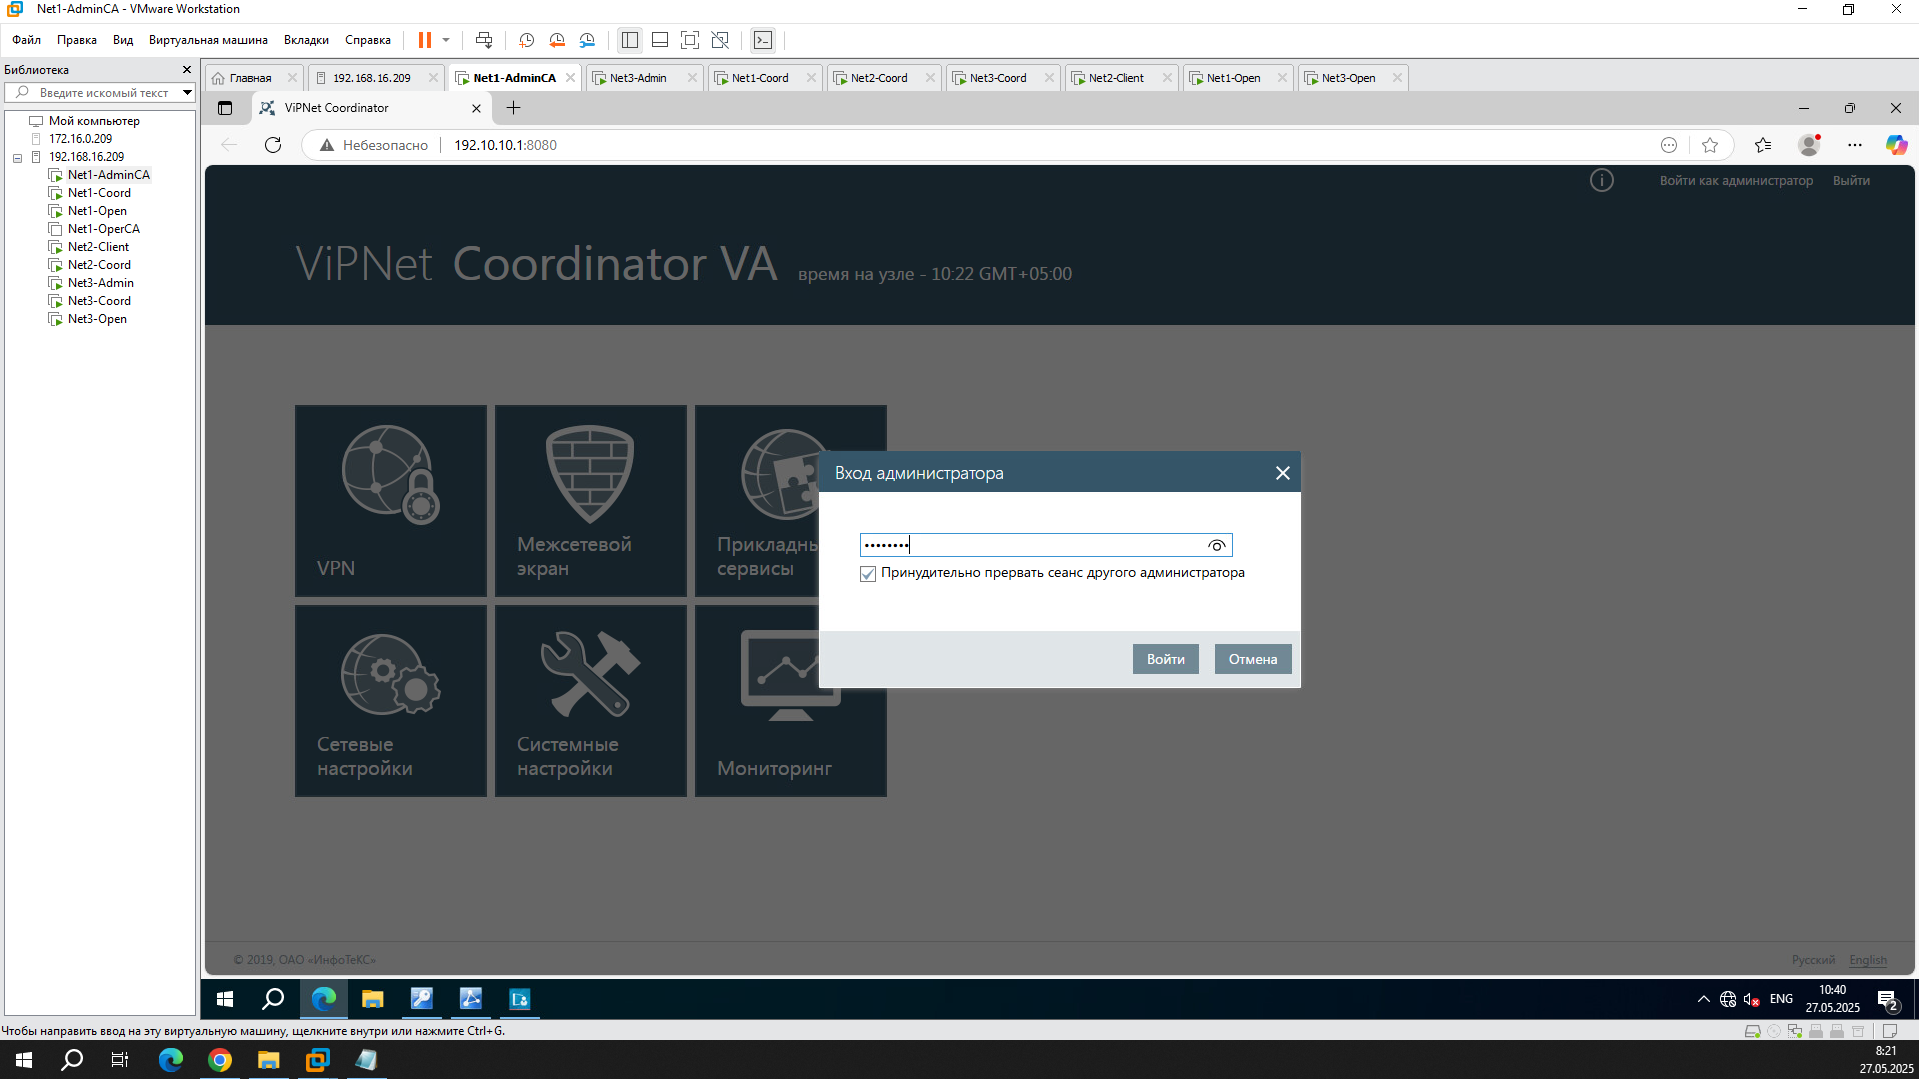 Net1-AdminCA - VMware Workstation
Файл Правка Вид Виртуальная машина Вкладки Справка
Библиотека
Введите искомый текст
Мой компьютер
172.16.0.209
192.168.16.209
Net1-AdminCA
Net1-Coord
Net1-Open
Net1-OperCA
Net2-Client
Net2-Coord
Net3-Admin
Net3-Coord
Net3-Open
Главная 192.168.16.209 Net1-AdminCA Net3-Admin Net1-Coord Net2-Coord Net3-Coord Net2-Client Net1-Open Net3-Open
ViPNet Coordinator
Небезопасно 192.10.10.1:8080
Войти как администратор Выйти
ViPNet Coordinator VA время на узле - 10:22 GMT+05:00
VPN
Межсетевой
экран
Прикладны
сервисы
Сетевые
настройки
Системные
настройки
Мониторинг
Вход администратора
Принудительно прервать сеанс другого администратора
Войти Отмена
© 2019, ОАО «ИнфоТеКС»
Русский English
ENG
10:40
27.05.2025
2
Чтобы направить ввод на эту виртуальную машину, щелкните внутри или нажмите Ctrl+G.
8:21
27.05.2025